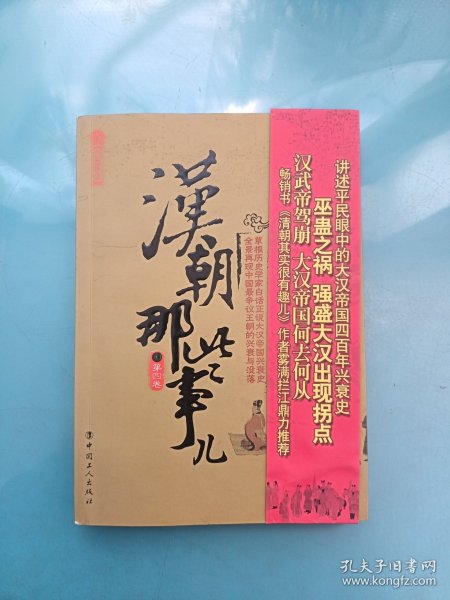 讲述平民眼中的大汉帝国四百年兴衰史
巫蛊之祸 强盛大汉出现拐点
汉武帝驾崩 大汉帝国何去何从
畅销书《清朝其实很有趣儿》作者雾满拦江鼎力推荐
漢朝
那些事儿
第四卷
草根历史学家白话正说大汉帝国兴衰史
全景再现中国最争议王朝的兴衰与没落
中国工人出版社
孔夫子旧书网
www.kongfz.com